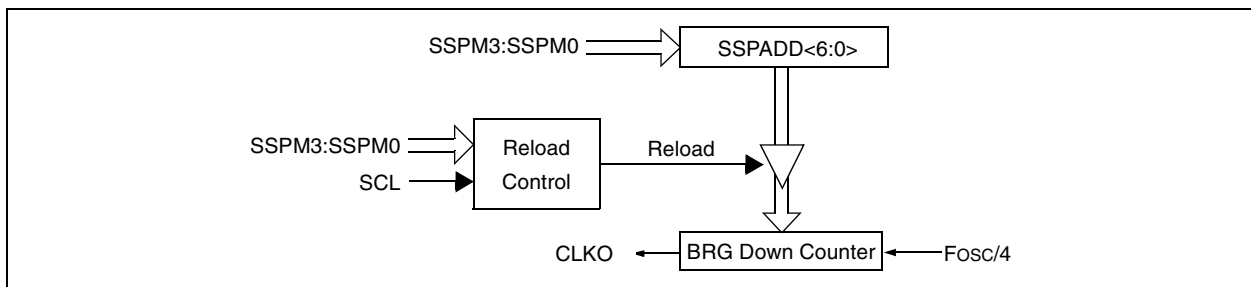 SSPM3:SSPM0
SSPADD<6:0>
SSPM3:SSPM0
SCL
Reload
Control
Reload
CLKO
BRG Down Counter
FOSC/4